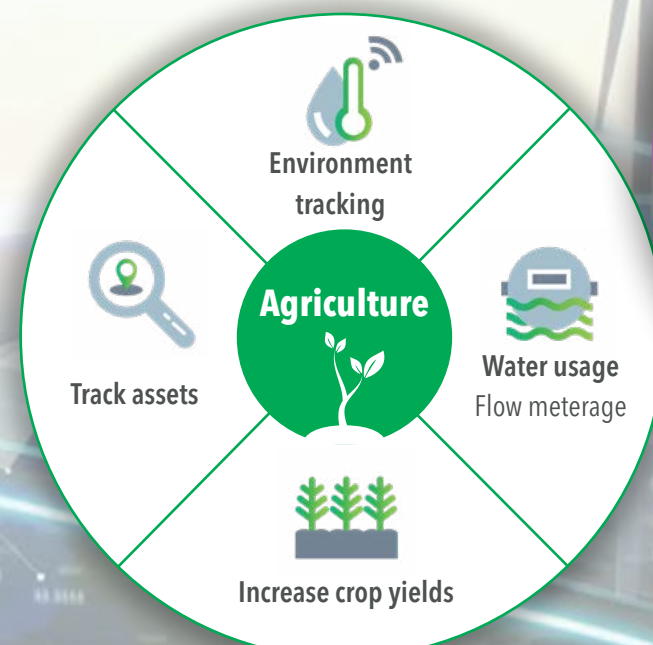 Environment
tracking
Agriculture
Track assets
Water usage
Flow meterage
Increase crop yields